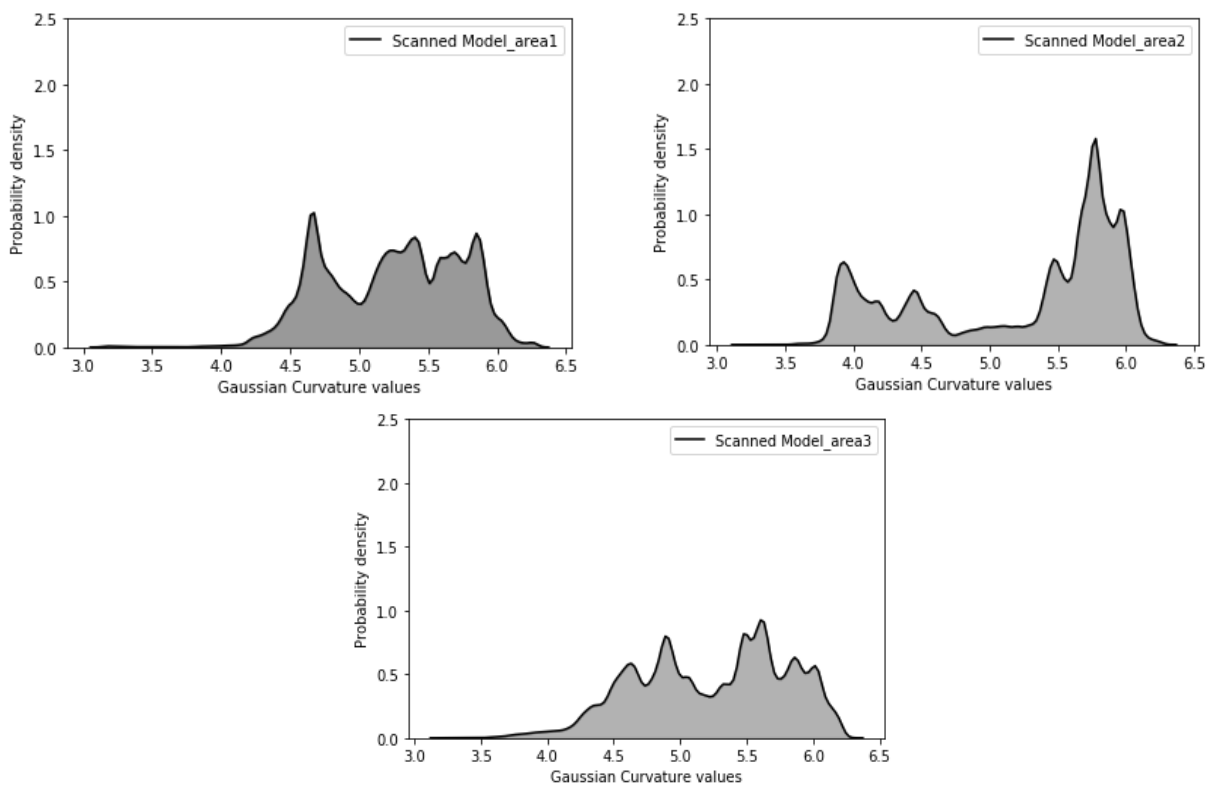 2.5
2.0
1.5
1.0
0.5
0.0
Probability density
Scanned Model_area1
3.0 3.5 4.0 4.5 5.0 5.5 6.0 6.5
Gaussian Curvature values
2.5
2.0
1.5
1.0
0.5
0.0
Probability density
Scanned Model_area2
3.0 3.5 4.0 4.5 5.0 5.5 6.0 6.5
Gaussian Curvature values
2.5
2.0
1.5
1.0
0.5
0.0
Probability density
Scanned Model_area3
3.0 3.5 4.0 4.5 5.0 5.5 6.0 6.5
Gaussian Curvature values